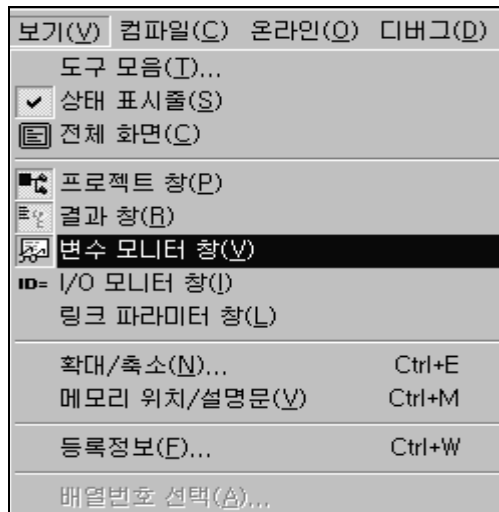 보기(V) 컴파일(C) 온라인(O) 디버그(D)
도구 모음(T)...
상태 표시줄(S)
전체 화면(C)
프로젝트 창(P)
결과 창(R)
변수 모니터 창(V)
ID= I/O 모니터 창(I)
링크 파라미터 창(L)
확대/축소(N)... Ctrl+E
메모리 위치/설명문(V) Ctrl+M
등록정보(F)... Ctrl+W
배열번호 선택(A)...